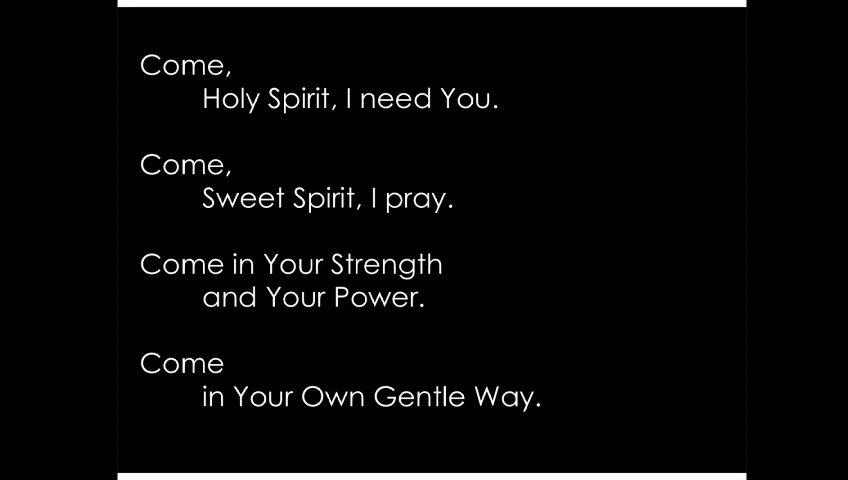 Come,
Holy Spirit, I need You.
Come,
Sweet Spirit, I pray.
Come in Your Strength
and Your Power.
Come
in Your Own Gentle Way.